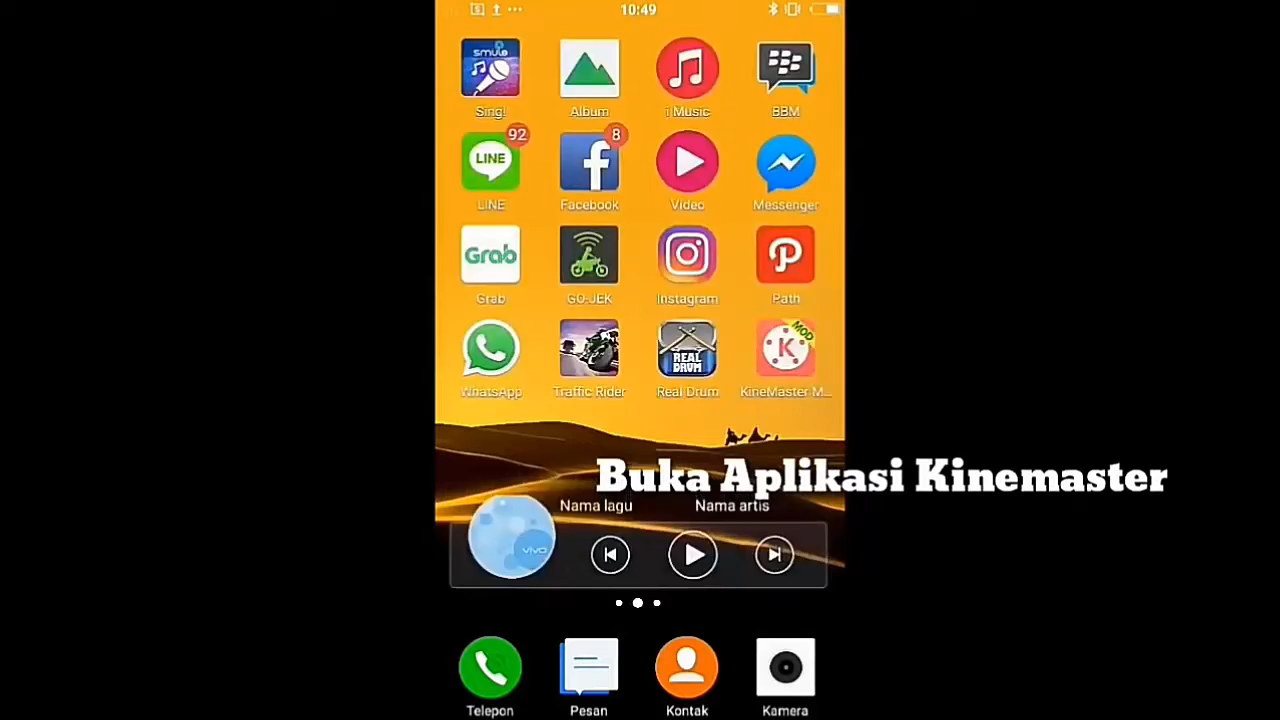 10:49
smule
Sing!
Album
i Music
BBM
LINE
92
LINE
8
Facebook
Video
Messenger
Grab
Grab
GO-JEK
Instagram
Path
WhatsApp
Traffic Rider
REAL DRUM
Real Drum
K
MOD
KineMaster M...
Buka Aplikasi Kinemaster
Nama lagu
Nama artis
vivo
Telepon
Pesan
Kontak
Kamera